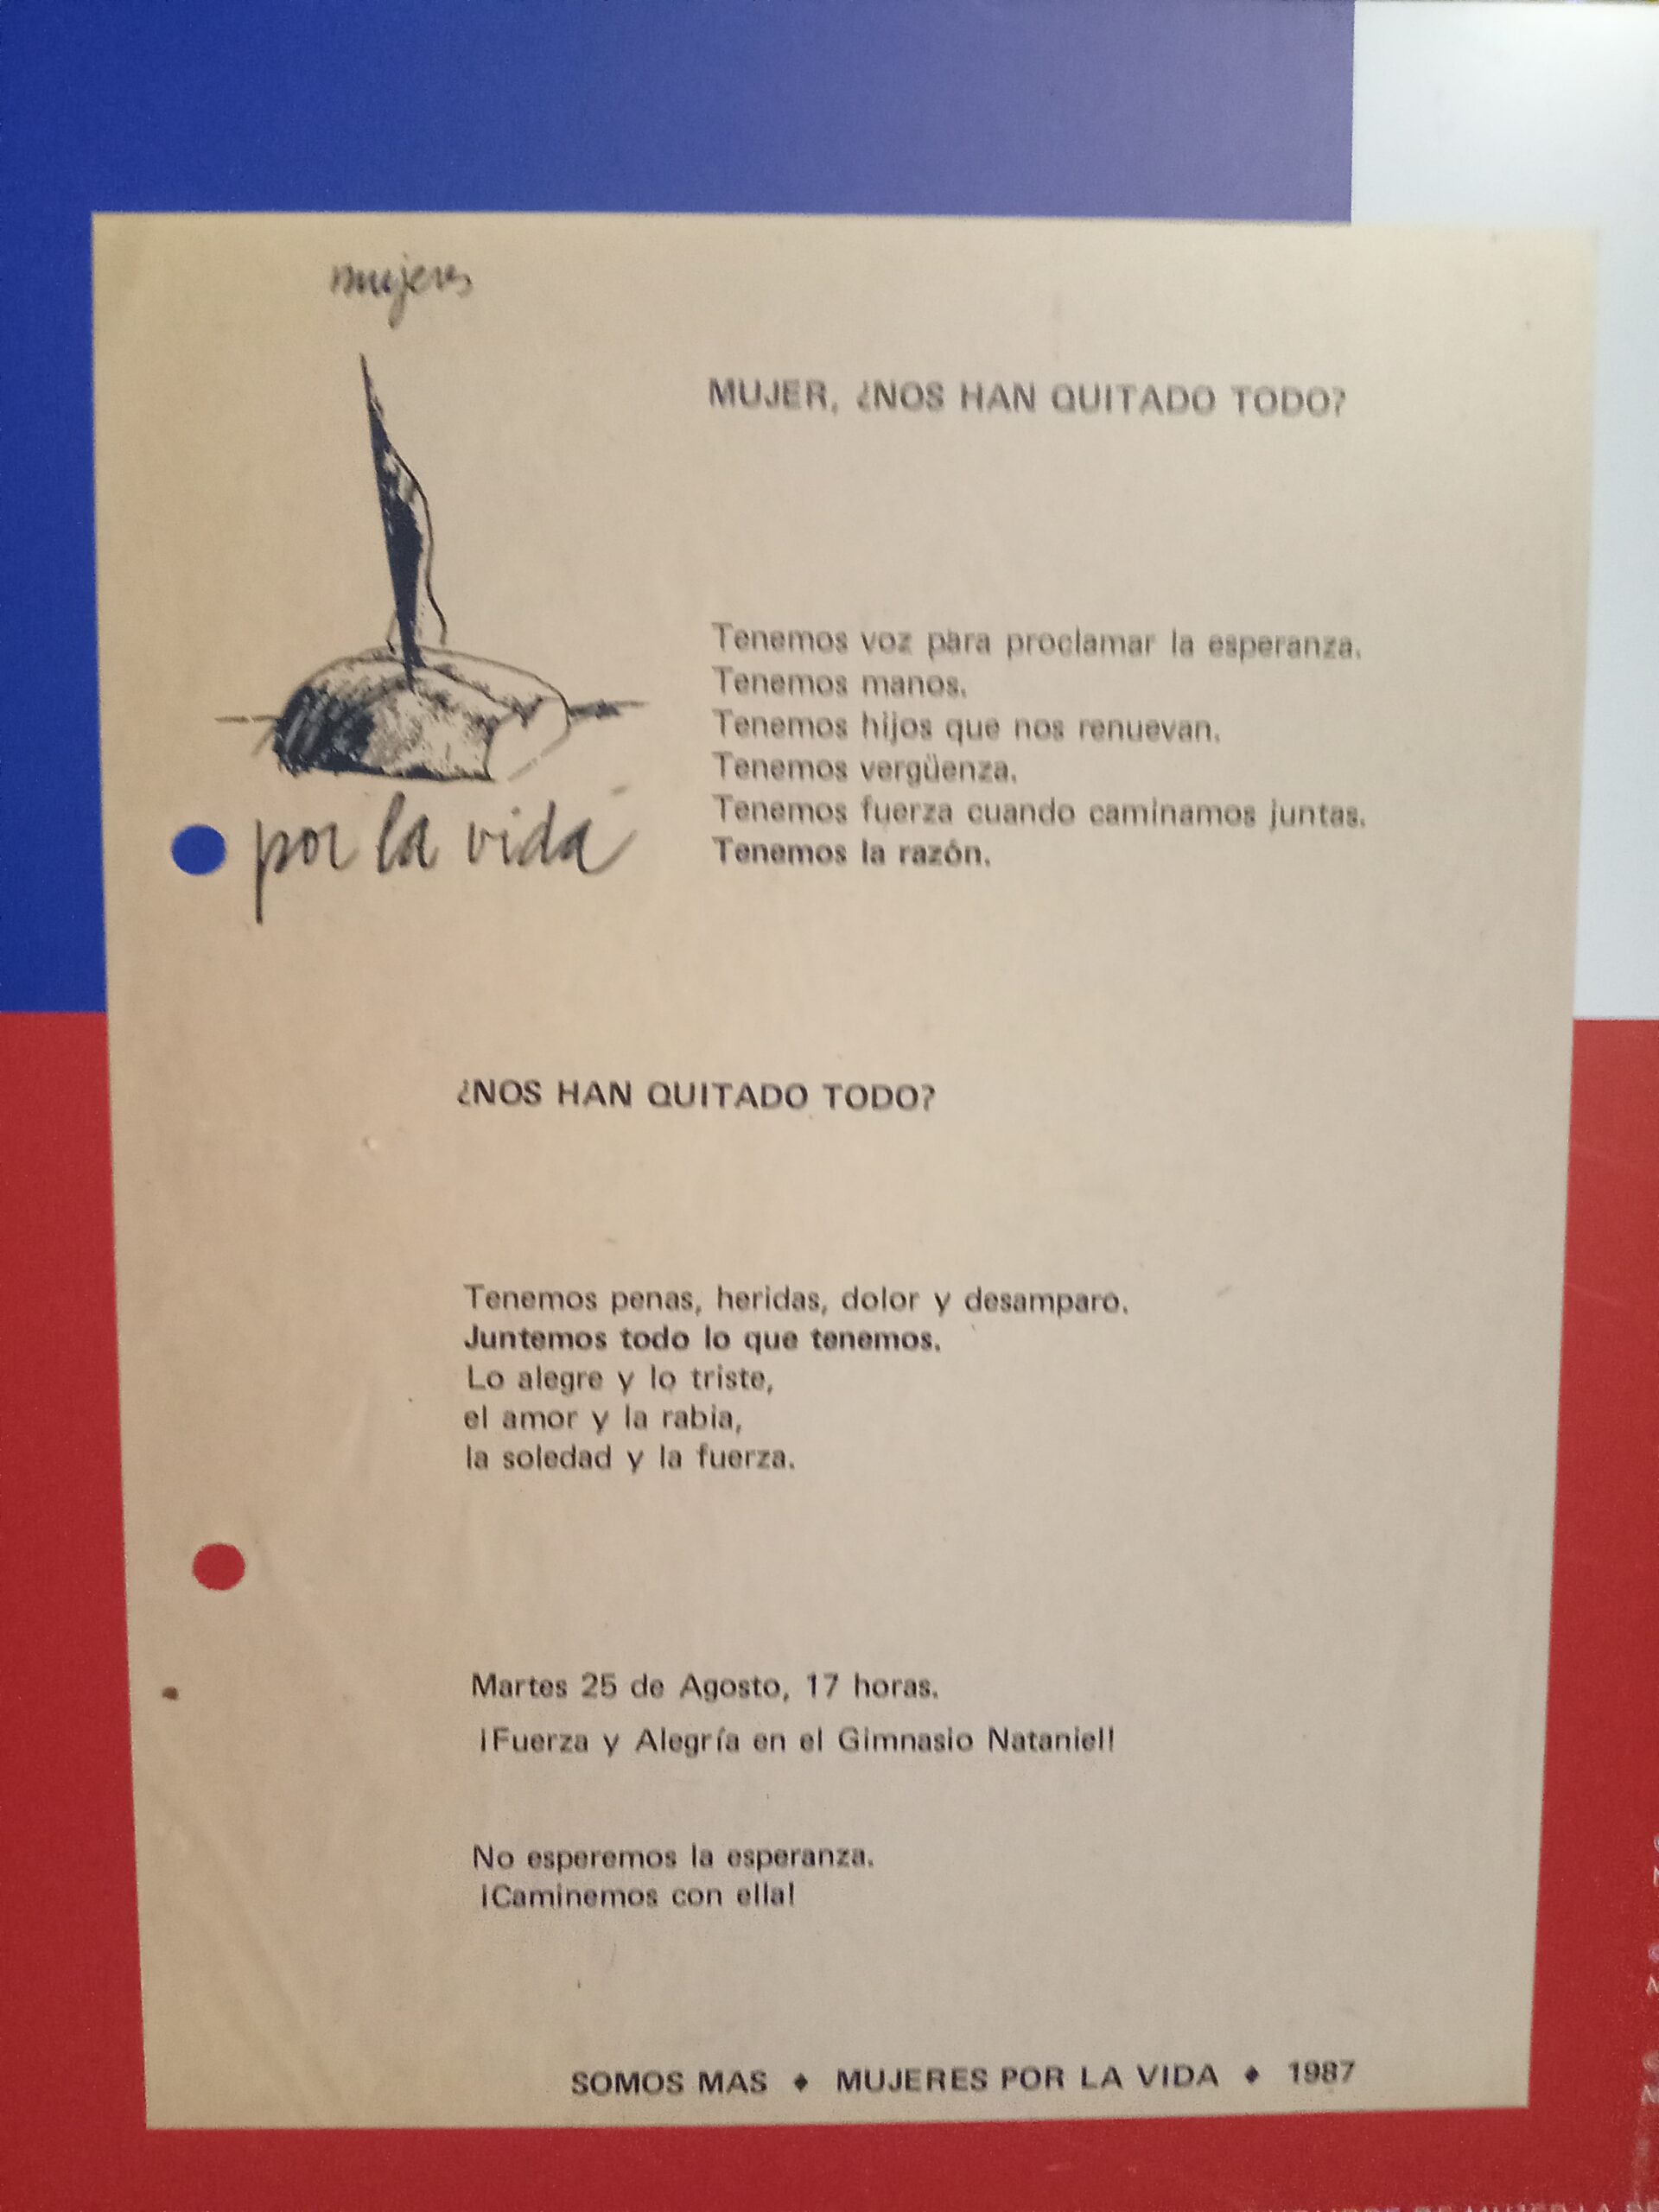 mujeres
por la vida
MUJER, ¿NOS HAN QUITADO TODO?
Tenemos voz para proclamar la esperanza.
Tenemos manos.
Tenemos hijos que nos renuevan.
Tenemos vergüenza.
Tenemos fuerza cuando caminamos juntas.
Tenemos la razón.
¿NOS HAN QUITADO TODO?
Tenemos penas, heridas, dolor y desamparo.
Juntemos todo lo que tenemos.
Lo alegre y lo triste,
el amor y la rabia,
la soledad y la fuerza.
Martes 25 de Agosto, 17 horas.
¡Fuerza y Alegría en el Gimnasio Nataniel!
No esperemos la esperanza.
¡Caminemos con ella!
SOMOS MAS ♦ MUJERES POR LA VIDA ♦ 1987